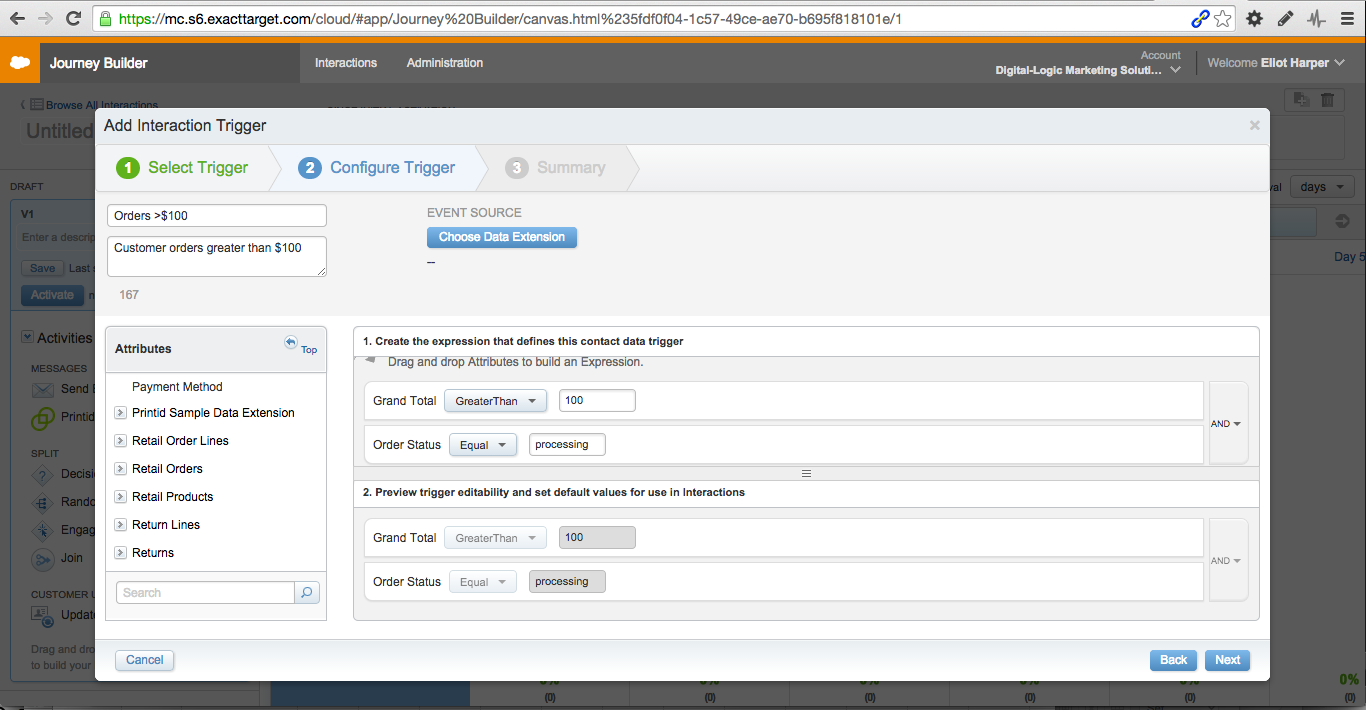 https://mc.s6.exacttarget.com/cloud/#app/Journey%20Builder/canvas.html%235fdf0f04-1c57-49ce-ae70-b695f818101e/1
Journey Builder
Interactions
Administration
Account
Digital-Logic Marketing Soluti...
Welcome Eliot Harper
Browse All Interactions
Untitled
Add Interaction Trigger
1 Select Trigger
2 Configure Trigger
3 Summary
DRAFT
days
V1
Orders >$100
EVENT SOURCE
Enter a descrip
Choose Data Extension
Customer orders greater than $100
--
Save
Last
Day 5
Activate
167
Activities
Attributes
Top
1. Create the expression that defines this contact data trigger
Drag and drop Attributes to build an Expression.
MESSAGES
Payment Method
Send
Printid
Printid Sample Data Extension
Grand Total GreaterThan 100
AND
Retail Order Lines
Order Status Equal processing
SPLIT
Retail Orders
Decisi
Retail Products
2. Preview trigger editability and set default values for use in Interactions
Rando
Return Lines
Engag
Grand Total GreaterThan 100
Returns
AND
Join
Order Status Equal processing
Search
CUSTOMER U
Update
Drag and dro
to build your
Cancel
Back
Next
0%
(0)
(0)
(0)
(0)
(0)
(0)